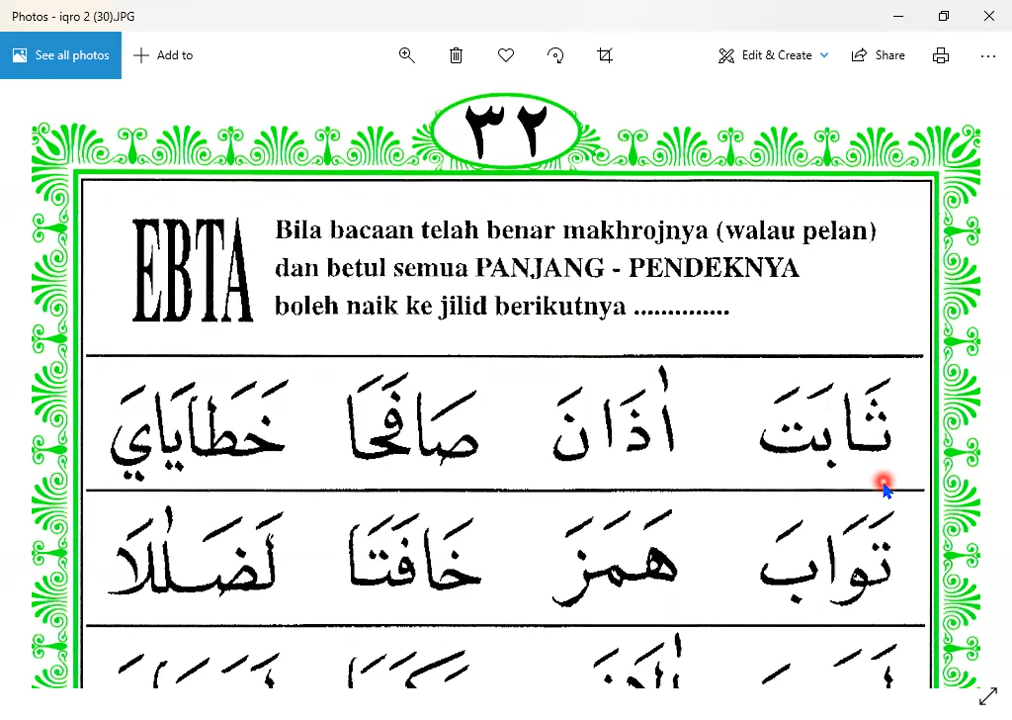 Photos - iqro 2 (30).JPG
See all photos
Add to
Edit & Create
Share
٣٢
EBTA
Bila bacaan telah benar makhrojnya (walau pelan)
dan betul semua PANJANG - PENDEKNYA
boleh naik ke jilid berikutnya ..............
ثَابَتَ اٰذَانَ صَافَحَا خَطَايَايَ
تَوَابَ هَمَزَ خَافَتَا لَضَلٰلَا